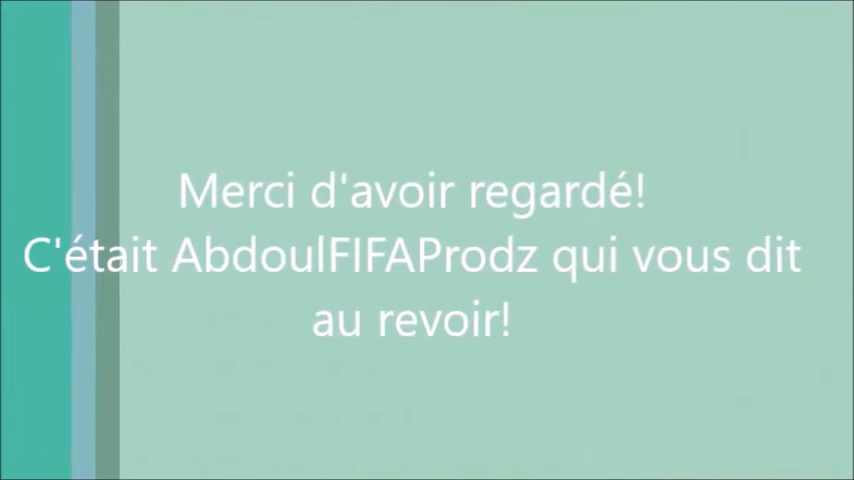 Merci d'avoir regardé!
C'était AbdoulFIFAProdz qui vous dit
au revoir!